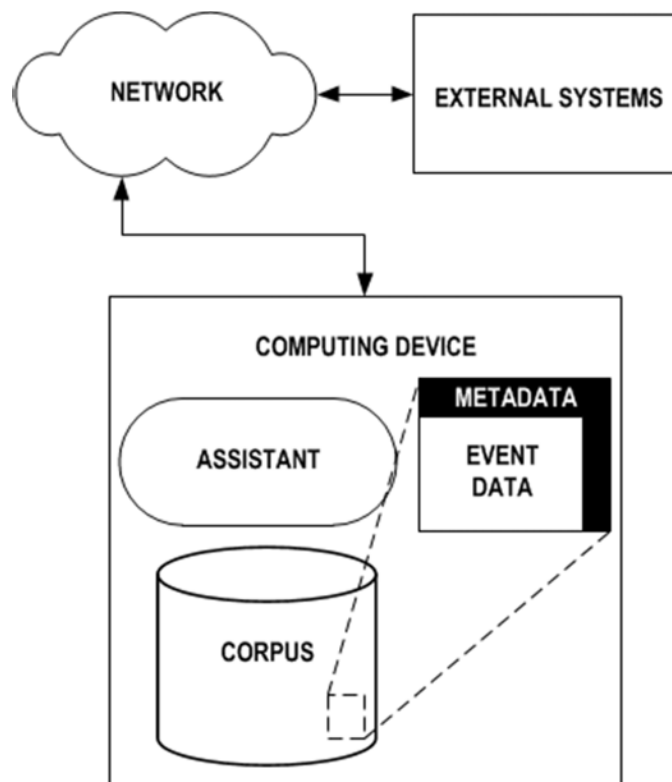 NETWORK
EXTERNAL SYSTEMS
COMPUTING DEVICE
METADATA
ASSISTANT
EVENT
DATA
CORPUS